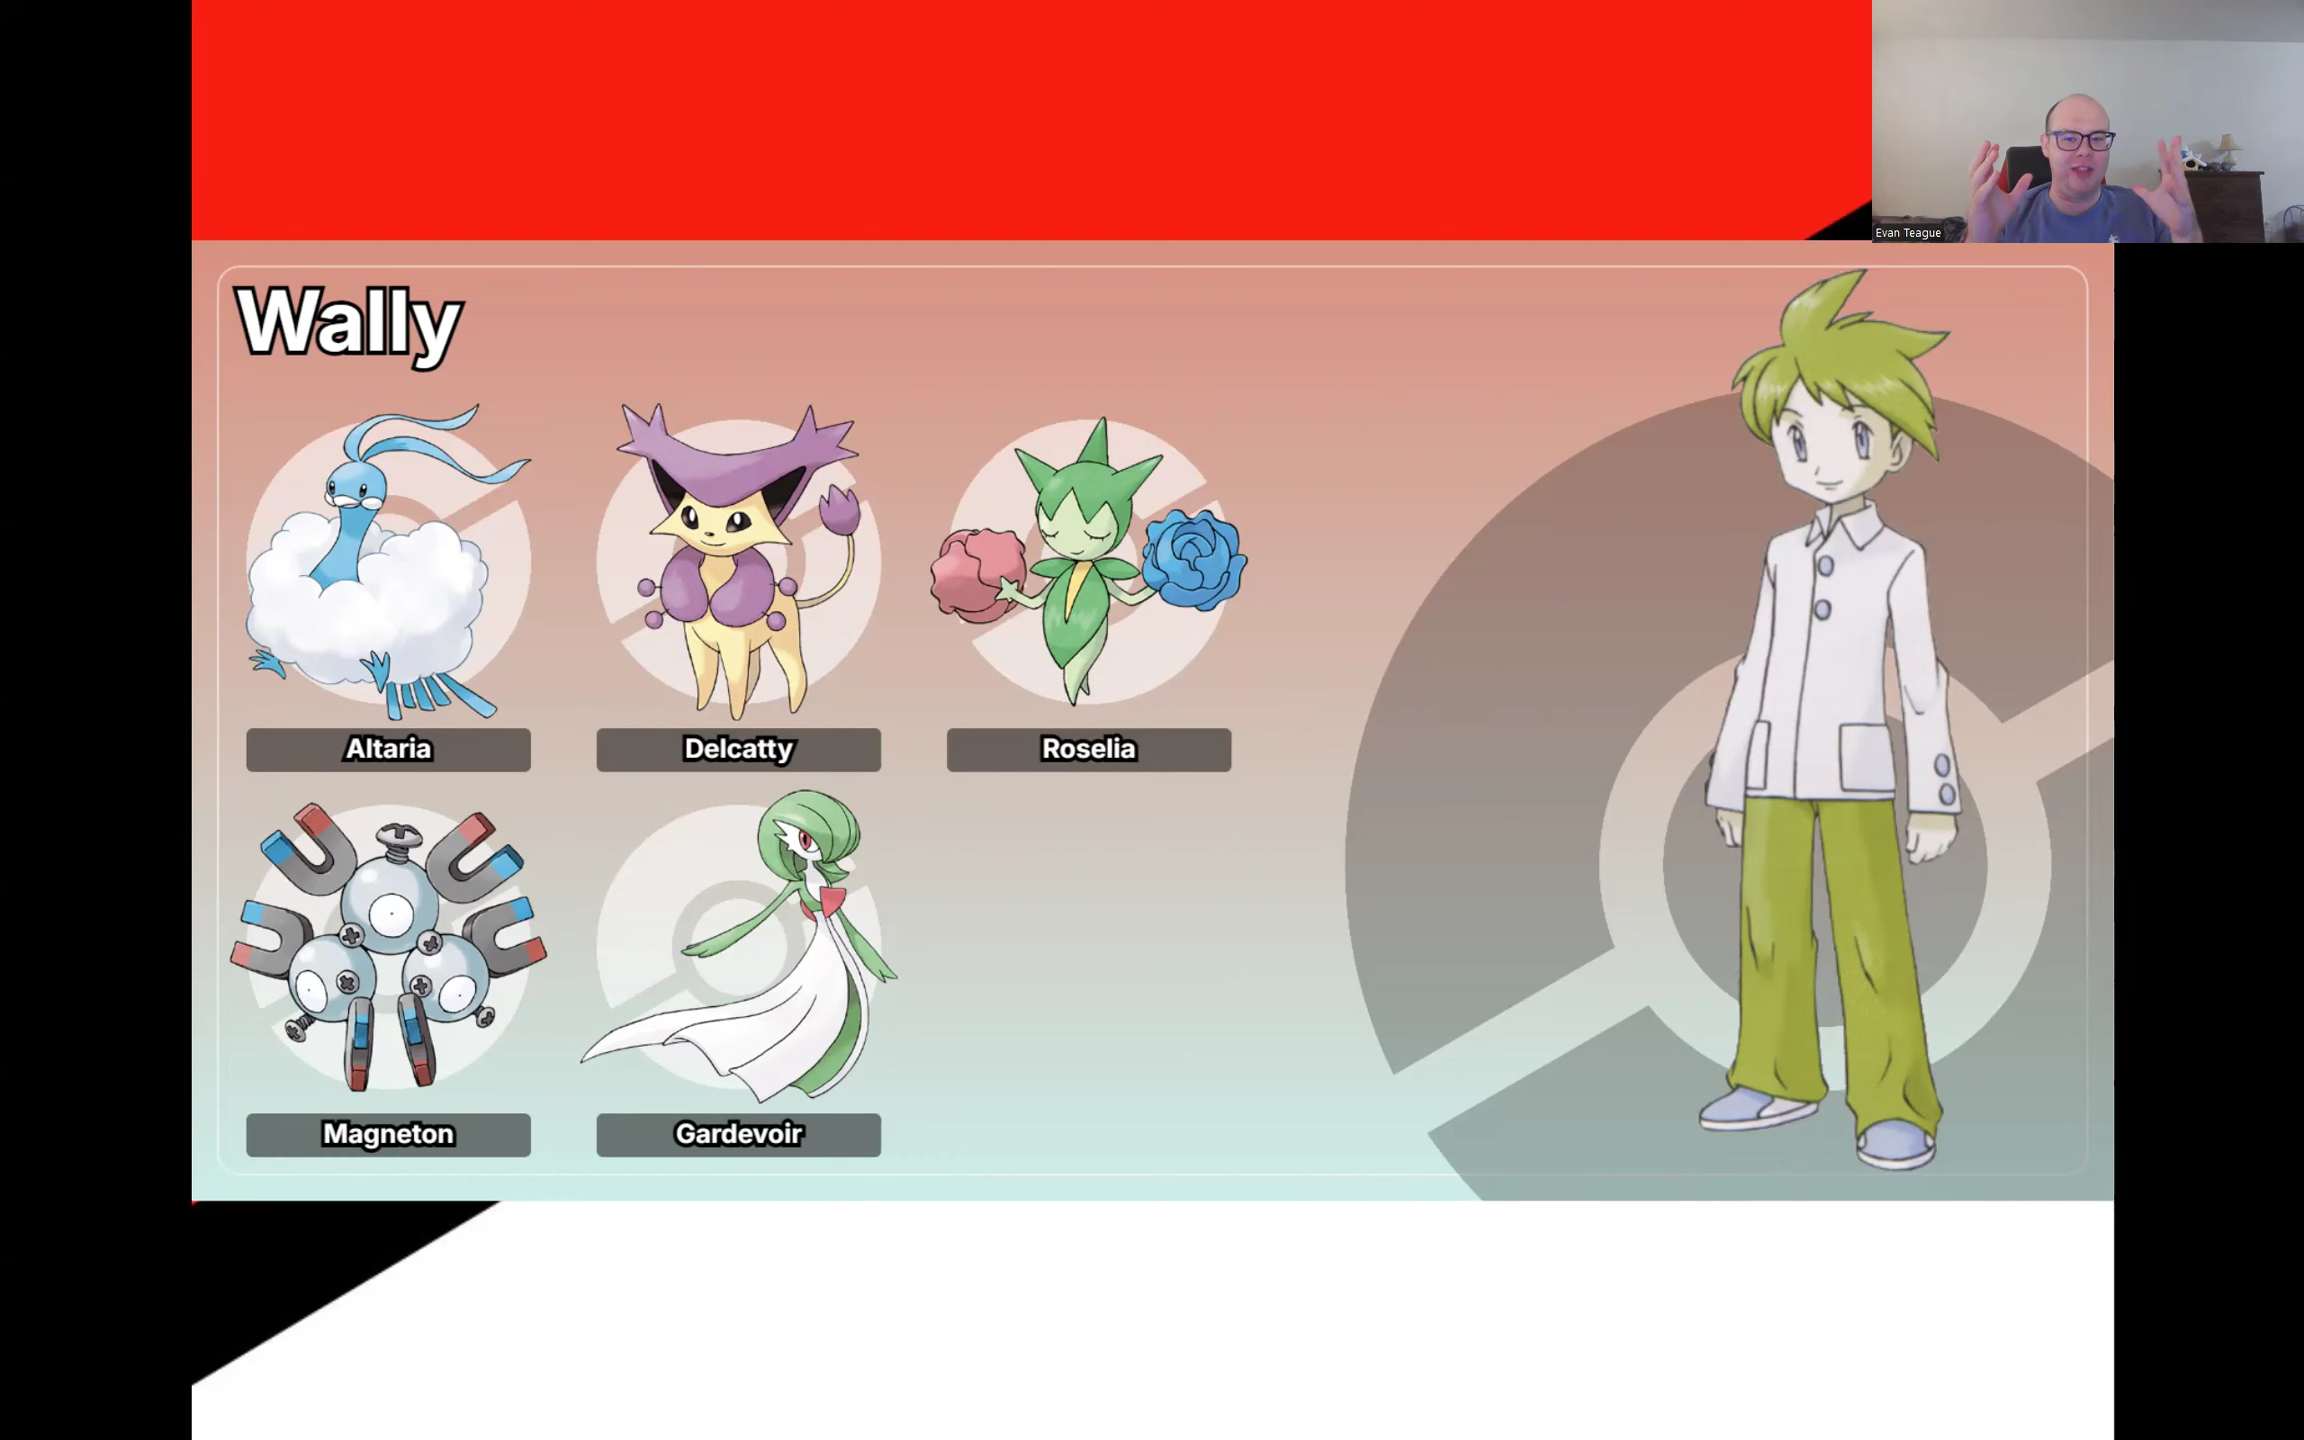 Evan Teague
Wally
Altaria
Delcatty
Roselia
Magneton
Gardevoir